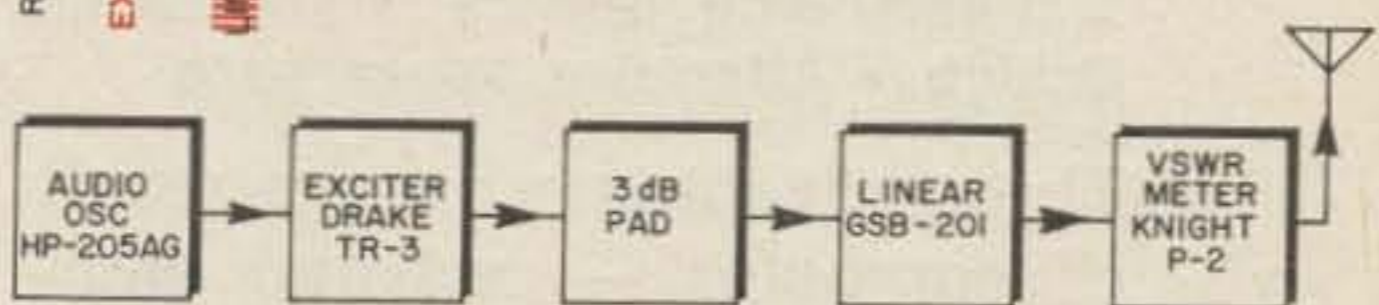 AUDIO
OSC
HP-205AG
EXCITER
DRAKE
TR-3
3 dB
PAD
LINEAR
GSB-201
VSWR
METER
KNIGHT
P-2